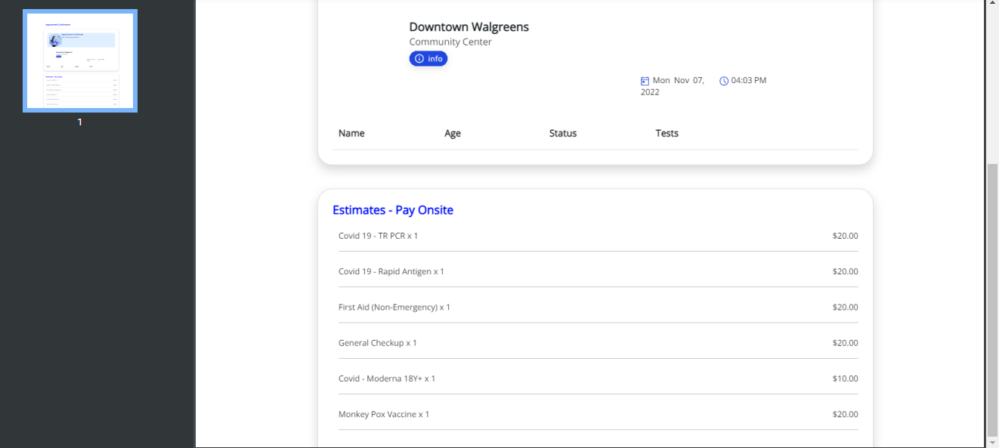 Downtown Walgreens
Community Center
info
Mon Nov 07, 04:03 PM
2022
Name Age Status Tests
Estimates - Pay Onsite
Covid 19 - TR PCR x 1 $20.00
Covid 19 - Rapid Antigen x 1 $20.00
First Aid (Non-Emergency) x 1 $20.00
General Checkup x 1 $20.00
Covid - Moderna 18Y+ x 1 $10.00
Monkey Pox Vaccine x 1 $20.00
1